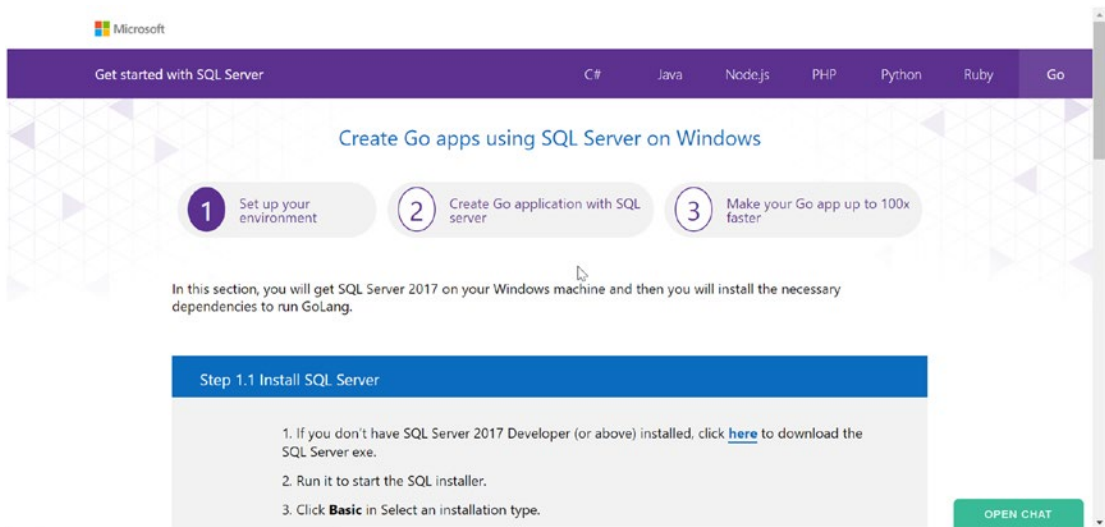 Microsoft
Get started with SQL Server C# Java Node.js PHP Python Ruby Go
Create Go apps using SQL Server on Windows
1 Set up your
environment
2 Create Go application with SQL
server
3 Make your Go app up to 100x
faster
In this section, you will get SQL Server 2017 on your Windows machine and then you will install the necessary
dependencies to run GoLang.
Step 1.1 Install SQL Server
1. If you don't have SQL Server 2017 Developer (or above) installed, click here to download the
SQL Server exe.
2. Run it to start the SQL installer.
3. Click Basic in Select an installation type.
OPEN CHAT